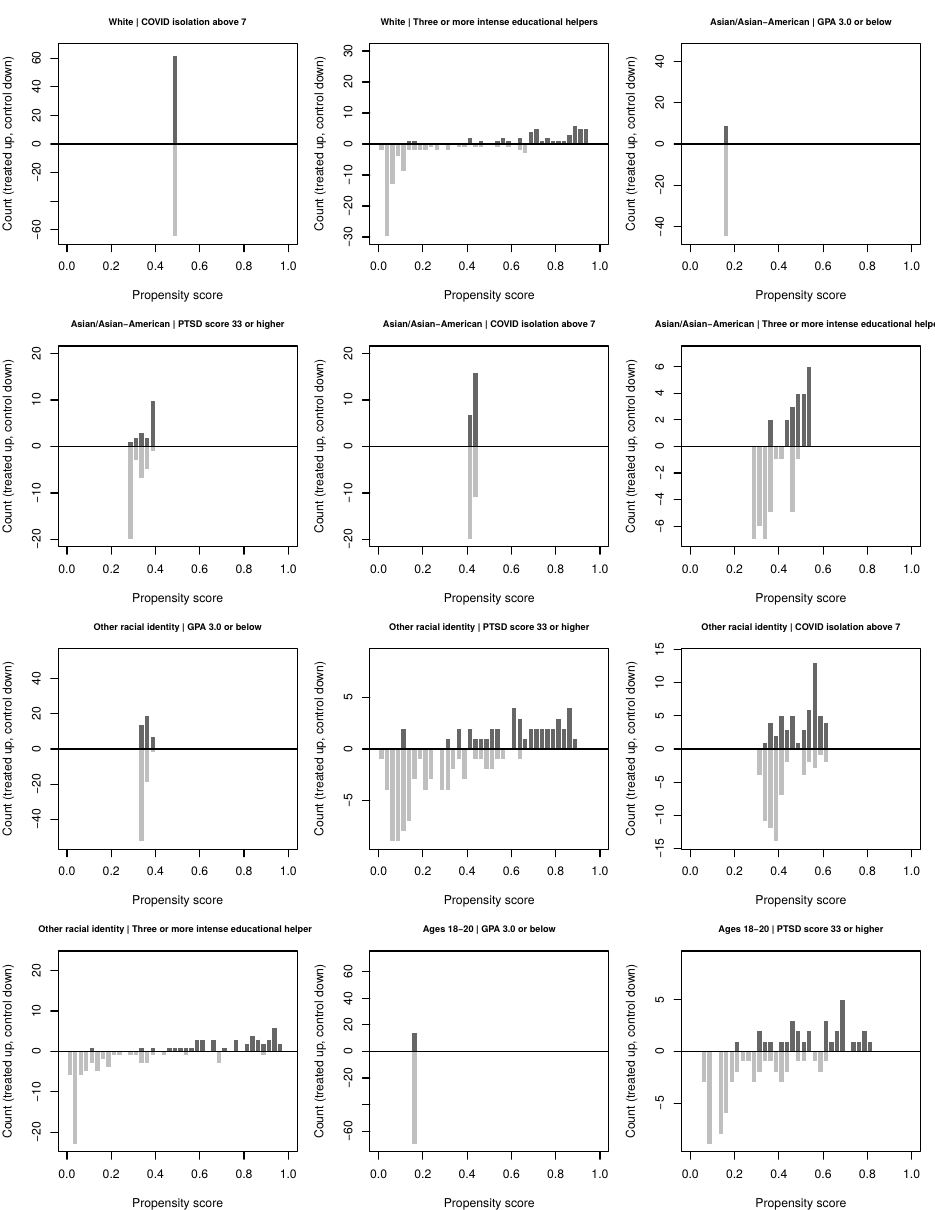 White | COVID isolation above 7
White | Three or more intense educational helpers
Asian/Asian−American | GPA 3.0 or below
Count (treated up, control down)
60
40
20
0
−20
−60
0.0 0.2 0.4 0.6 0.8 1.0
Propensity score
Count (treated up, control down)
30
20
10
0
−10
−20
−30
0.0 0.2 0.4 0.6 0.8 1.0
Propensity score
Count (treated up, control down)
40
20
0
−20
−40
0.0 0.2 0.4 0.6 0.8 1.0
Propensity score
Asian/Asian−American | PTSD score 33 or higher
Asian/Asian−American | COVID isolation above 7
Asian/Asian−American | Three or more intense educational helpe
Count (treated up, control down)
20
10
0
−10
−20
0.0 0.2 0.4 0.6 0.8 1.0
Propensity score
Count (treated up, control down)
20
10
0
−10
−20
0.0 0.2 0.4 0.6 0.8 1.0
Propensity score
Count (treated up, control down)
6
4
2
0
−2
−4
−6
0.0 0.2 0.4 0.6 0.8 1.0
Propensity score
Other racial identity | GPA 3.0 or below
Other racial identity | PTSD score 33 or higher
Other racial identity | COVID isolation above 7
Count (treated up, control down)
40
20
0
−20
−40
0.0 0.2 0.4 0.6 0.8 1.0
Propensity score
Count (treated up, control down)
5
0
−5
0.0 0.2 0.4 0.6 0.8 1.0
Propensity score
Count (treated up, control down)
15
10
5
0
−5
−10
−15
0.0 0.2 0.4 0.6 0.8 1.0
Propensity score
Other racial identity | Three or more intense educational helper
Ages 18−20 | GPA 3.0 or below
Ages 18−20 | PTSD score 33 or higher
Count (treated up, control down)
20
10
0
−10
−20
0.0 0.2 0.4 0.6 0.8 1.0
Propensity score
Count (treated up, control down)
60
40
20
0
−20
−60
0.0 0.2 0.4 0.6 0.8 1.0
Propensity score
Count (treated up, control down)
5
0
−5
0.0 0.2 0.4 0.6 0.8 1.0
Propensity score